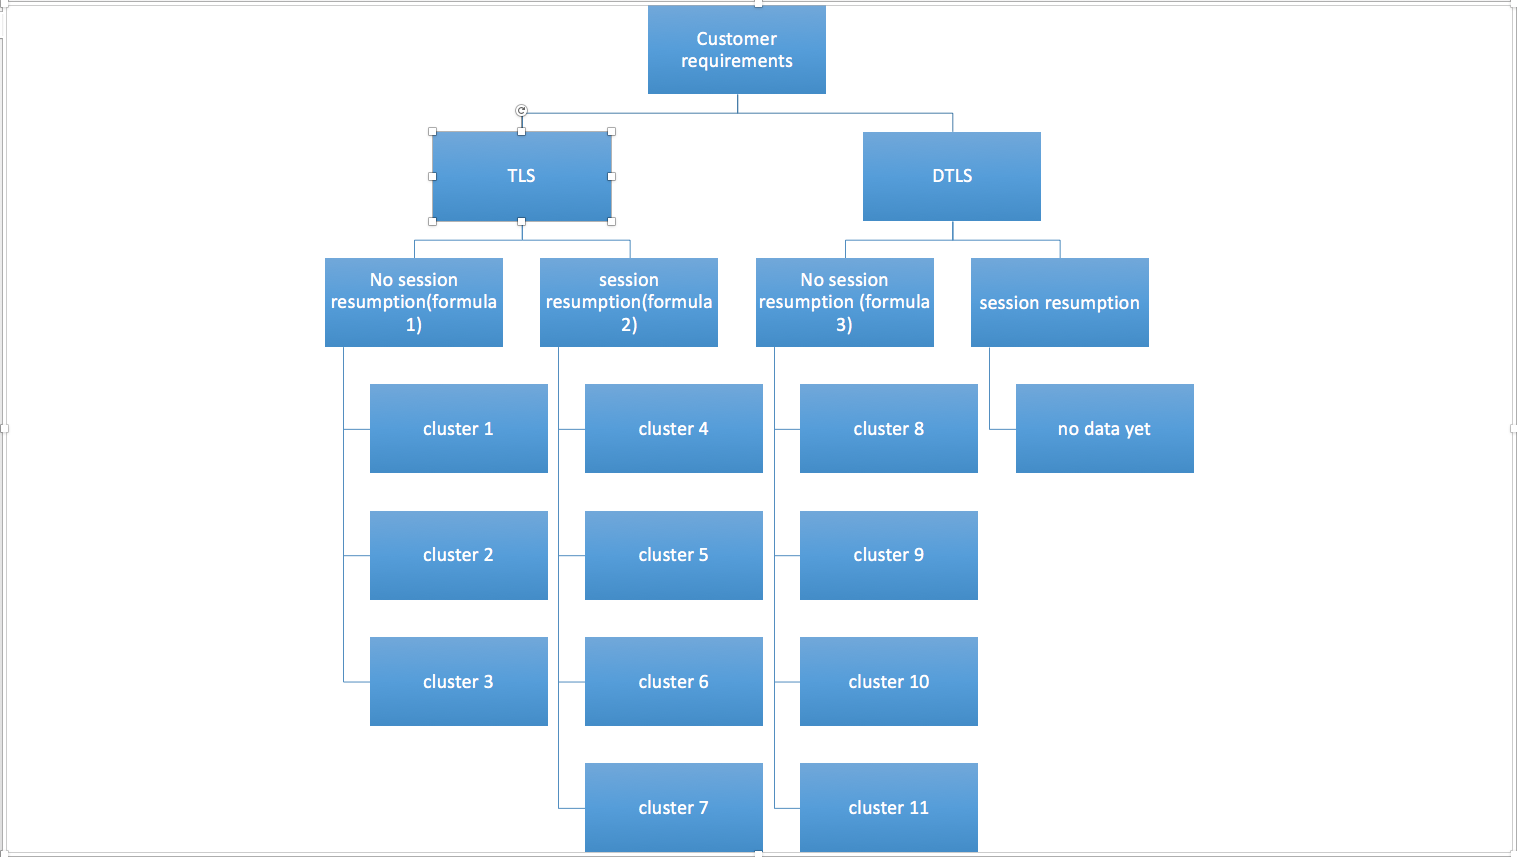 Customer
requirements
TLS
DTLS
No session
resumption(formula
1)
session
resumption(formula
2)
No session
resumption (formula
3)
session resumption
cluster 1
cluster 4
cluster 8
no data yet
cluster 2
cluster 5
cluster 9
cluster 3
cluster 6
cluster 10
cluster 7
cluster 11